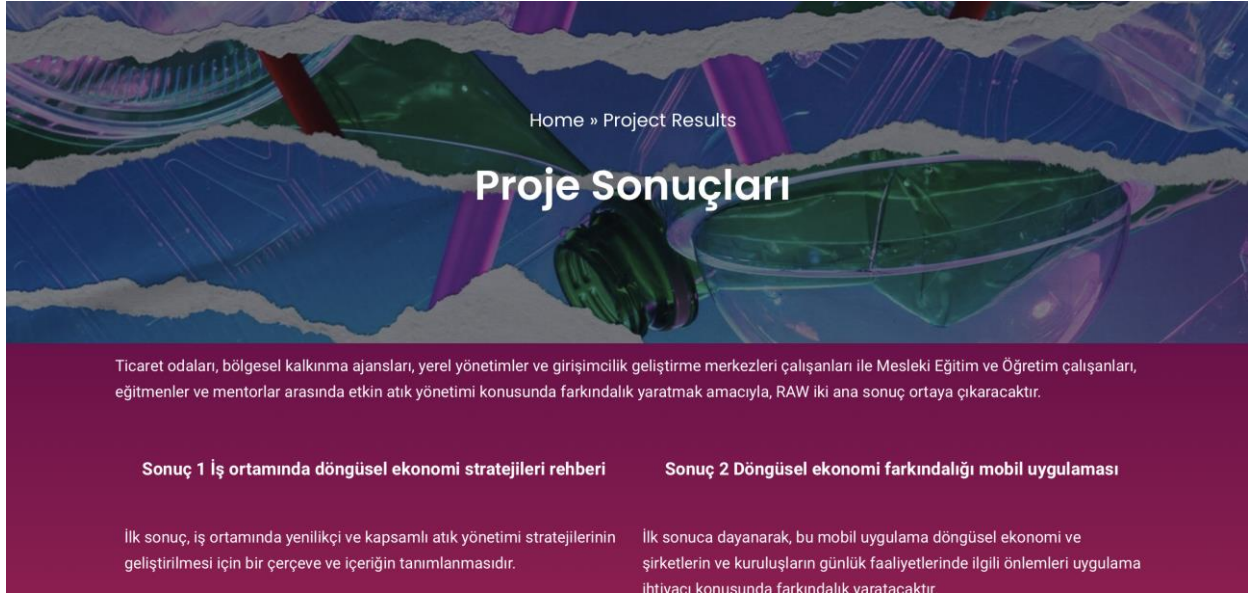 Home » Project Results
Proje Sonuçları
Ticaret odaları, bölgesel kalkınma ajansları, yerel yönetimler ve girişimcilik geliştirme merkezleri çalışanları ile Mesleki Eğitim ve Öğretim çalışanları,
eğitmenler ve mentorlar arasında etkin atık yönetimi konusunda farkındalık yaratmak amacıyla, RAW iki ana sonuç ortaya çıkaracaktır.
Sonuç 1 İş ortamında döngüsel ekonomi stratejileri rehberi
Sonuç 2 Döngüsel ekonomi farkındalığı mobil uygulaması
İlk sonuç, iş ortamında yenilikçi ve kapsamlı atık yönetimi stratejilerinin
geliştirilmesi için bir çerçeve ve içeriğin tanımlanmasıdır.
İlk sonuca dayanarak, bu mobil uygulama döngüsel ekonomi ve
şirketlerin ve kuruluşların günlük faaliyetlerinde ilgili önlemleri uygulama
ihtiyacı konusunda farkındalık yaratacaktır